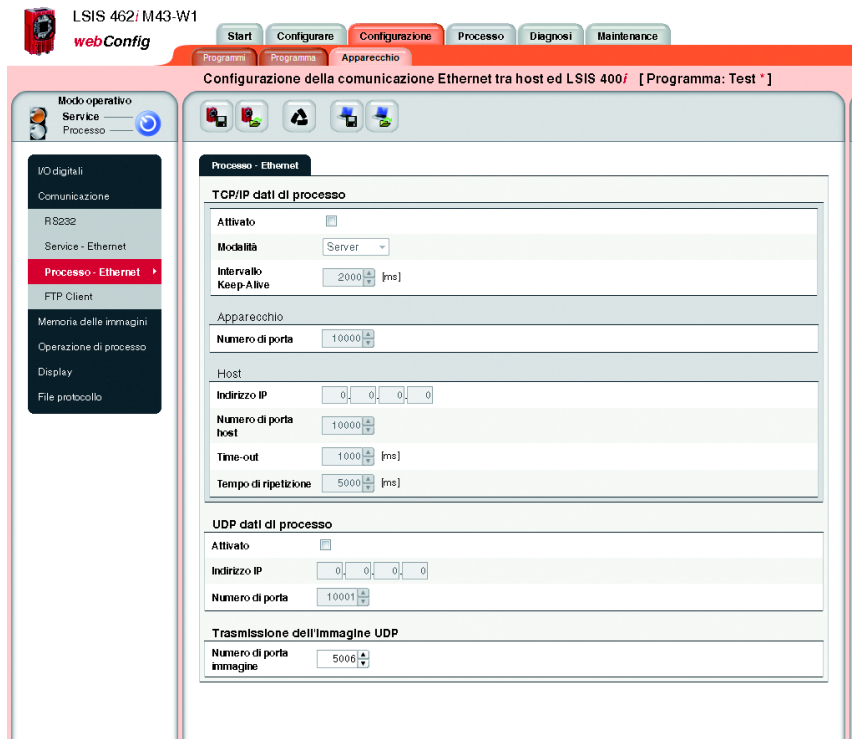 LSIS 462i M43-W1
webConfig
Start Configurare Configurazione Processo Diagnosi Maintenance
Programmi Programma Apparecchio
Configurazione della comunicazione Ethernet tra host ed LSIS 400i [ Programma: Test * ]
Modo operativo
Service
Processo
I/O digitali
Comunicazione
RS232
Service - Ethernet
Processo - Ethernet
FTP Client
Memoria delle immagini
Operazione di processo
Display
File protocollo
Processo - Ethernet
TCP/IP dati di processo
Attivato
Modalità Server
Intervallo
Keep-Alive 2000 [ms]
Apparecchio
Numero di porta 10000
Host
Indirizzo IP 0. 0. 0. 0
Numero di porta
host 10000
Time-out 1000 [ms]
Tempo di ripetizione 5000 [ms]
UDP dati di processo
Attivato
Indirizzo IP 0. 0. 0. 0
Numero di porta 10001
Trasmissione dell'immagine UDP
Numero di porta
immagine 5006